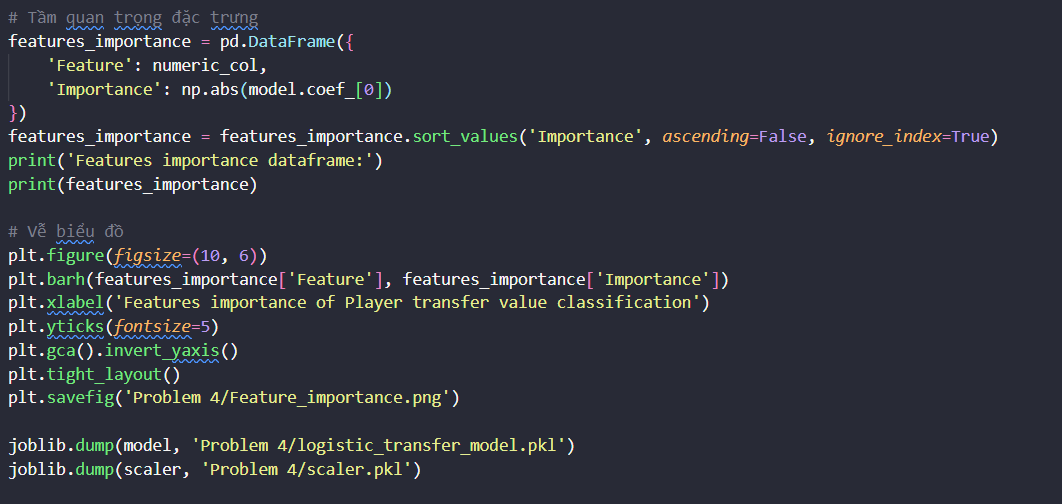 # Tầm quan trọng đặc trưng
features_importance = pd.DataFrame({
    'Feature': numeric_col,
    'Importance': np.abs(model.coef_[0])
})
features_importance = features_importance.sort_values('Importance', ascending=False, ignore_index=True)
print('Features importance dataframe:')
print(features_importance)

# Vẽ biểu đồ
plt.figure(figsize=(10, 6))
plt.barh(features_importance['Feature'], features_importance['Importance'])
plt.xlabel('Features importance of Player transfer value classification')
plt.yticks(fontsize=5)
plt.gca().invert_yaxis()
plt.tight_layout()
plt.savefig('Problem 4/Feature_importance.png')

joblib.dump(model, 'Problem 4/logistic_transfer_model.pkl')
joblib.dump(scaler, 'Problem 4/scaler.pkl')